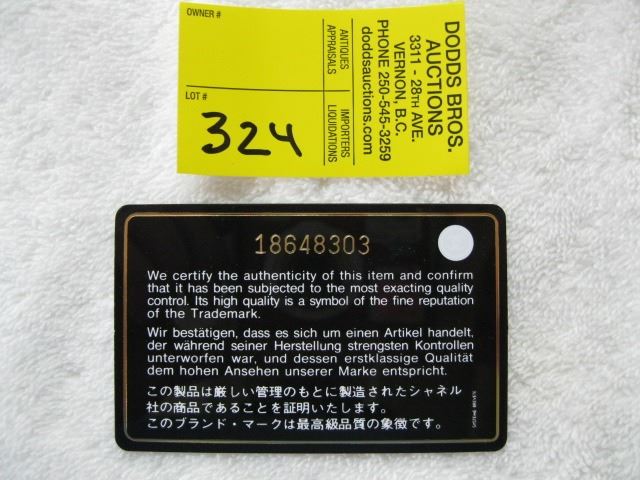 OWNER #
LOT #
324
ANTIQUES
APPRAISALS
IMPORTERS
LIQUIDATIONS
DODDS BROS.
AUCTIONS
3311 - 28TH AVE.
VERNON, B.C.
PHONE 250-545-3259
doddsauctions.com
18648303
We certify the authenticity of this item and confirm
that it has been subjected to the most exacting quality
control. Its high quality is a symbol of the fine reputation
of the Trademark.
Wir bestätigen, dass es sich um einen Artikel handelt,
der während seiner Herstellung strengsten Kontrollen
unterworfen war, und dessen erstklassige Qualität
dem hohen Ansehen unserer Marke entspricht.
この製品は厳しい管理のもとに製造されたシャネル
社の商品であることを証明いたします。
このブランド・マークは最高級品質の象徴です。